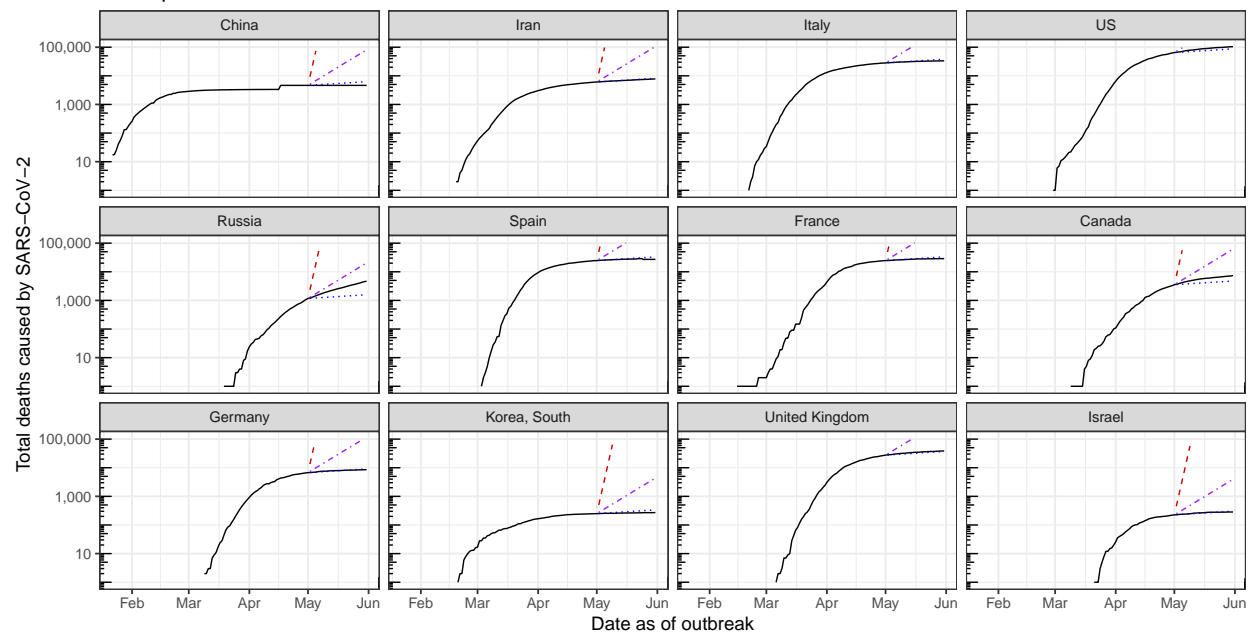 China Iran Italy US
100,000
1,000
10
Russia Spain France Canada
100,000
1,000
10
Germany Korea, South United Kingdom Israel
100,000
1,000
10
Feb Mar Apr May Jun Feb Mar Apr May Jun Feb Mar Apr May Jun Feb Mar Apr May Jun
Date as of outbreak
Total deaths caused by SARS−CoV−2